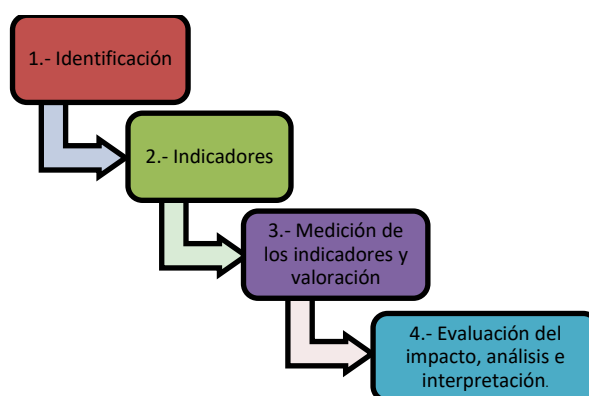 1.- Identificación
2.- Indicadores
3.- Medición de
los indicadores y
valoración
4.- Evaluación del
impacto, análisis e
interpretación.